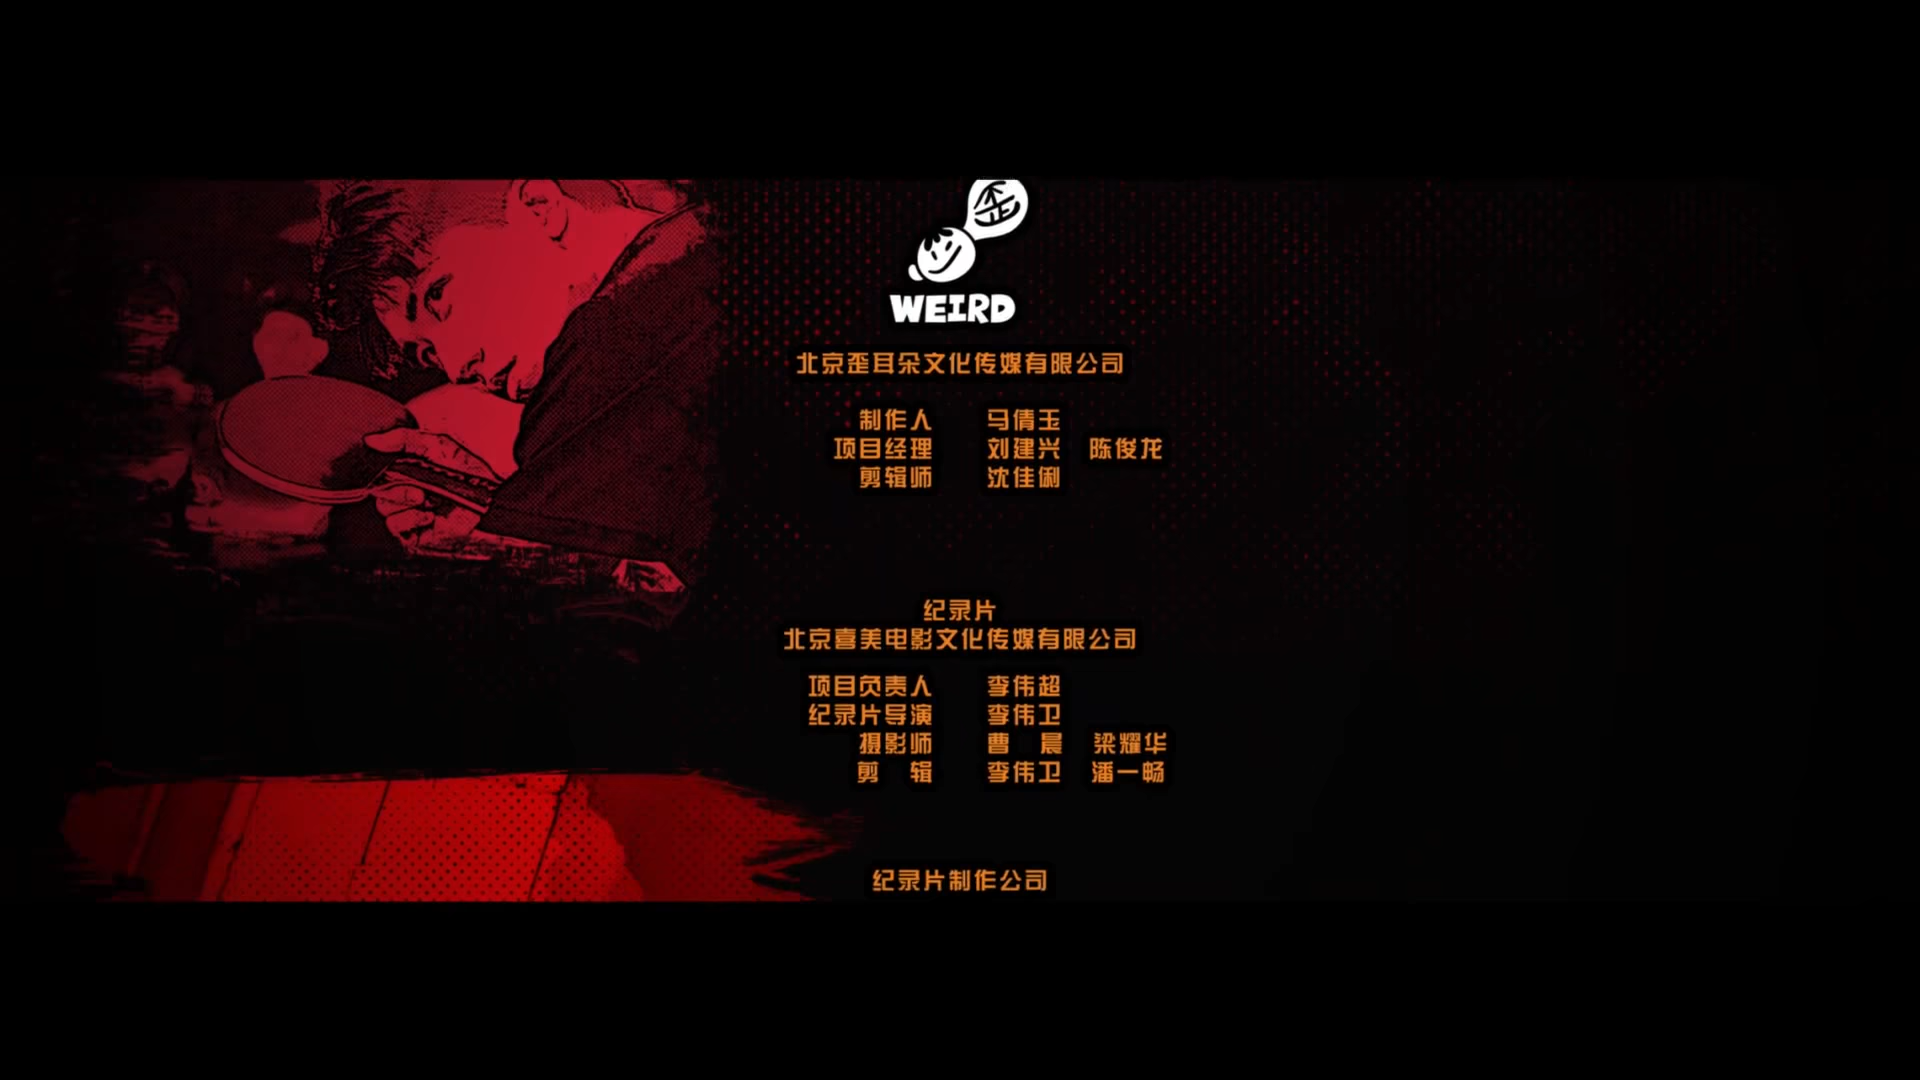 歪
WEIRD
北京歪耳朵文化传媒有限公司
制作人 马倩玉
项目经理 刘建兴 陈俊龙
剪辑师 沈佳俐
纪录片
北京喜美电影文化传媒有限公司
项目负责人 李伟超
纪录片导演 李伟卫
摄影师 曹 晨 梁耀华
剪 辑 李伟卫 潘一畅
纪录片制作公司